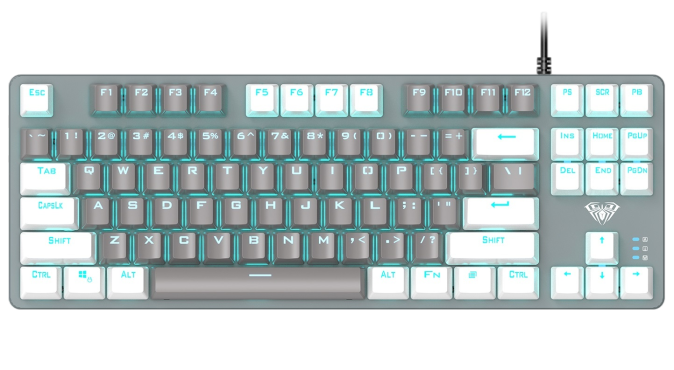 Esc F1 F2 F3 F4 F5 F6 F7 F8 F9 F10 F11 F12 PS SCR PB
` ~ 1 ! 2 @ 3 # 4 $ 5 % 6 ^ 7 & 8 * 9 ( 0 ) - - = + ← Ins Home PgUp
Tab Q W E R T Y U I O P [ { ] } \ | Del End PgDn
CapsLk A S D F G H J K L ; : ' "
Shift Z X C V B N M , < . > / ? Shift ↑
Ctrl Alt Alt Fn Ctrl ← ↓ →